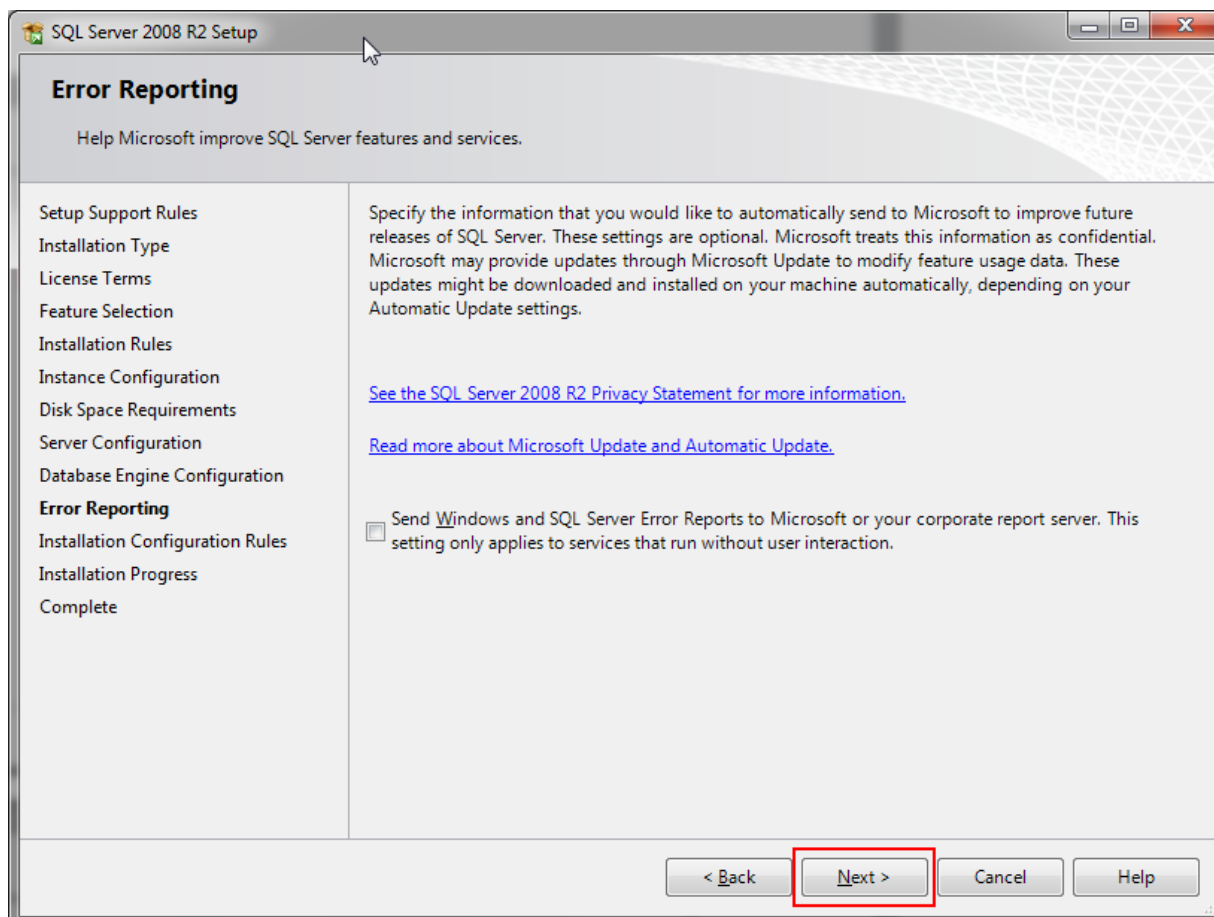 SQL Server 2008 R2 Setup
Error Reporting
Help Microsoft improve SQL Server features and services.
Setup Support Rules
Installation Type
License Terms
Feature Selection
Installation Rules
Instance Configuration
Disk Space Requirements
Server Configuration
Database Engine Configuration
Error Reporting
Installation Configuration Rules
Installation Progress
Complete
Specify the information that you would like to automatically send to Microsoft to improve future
releases of SQL Server. These settings are optional. Microsoft treats this information as confidential.
Microsoft may provide updates through Microsoft Update to modify feature usage data. These
updates might be downloaded and installed on your machine automatically, depending on your
Automatic Update settings.
See the SQL Server 2008 R2 Privacy Statement for more information.
Read more about Microsoft Update and Automatic Update.
Send Windows and SQL Server Error Reports to Microsoft or your corporate report server. This
setting only applies to services that run without user interaction.
< Back
Next >
Cancel
Help